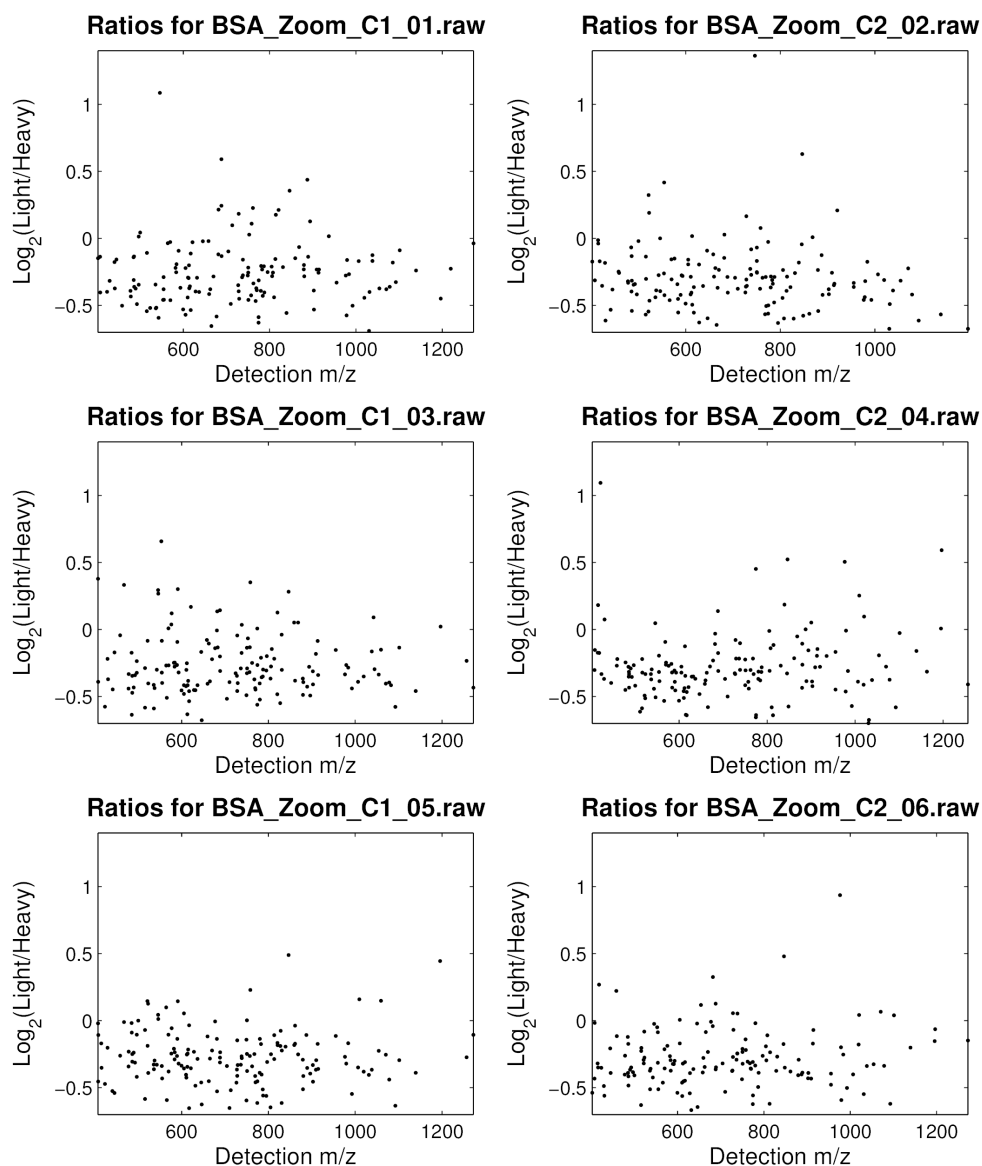 Ratios for BSA_Zoom_C1_01.raw
Log2(Light/Heavy)
1
0.5
0
−0.5
600 800 1000 1200
Detection m/z
Ratios for BSA_Zoom_C2_02.raw
Log2(Light/Heavy)
1
0.5
0
−0.5
600 800 1000
Detection m/z
Ratios for BSA_Zoom_C1_03.raw
Log2(Light/Heavy)
1
0.5
0
−0.5
600 800 1000 1200
Detection m/z
Ratios for BSA_Zoom_C2_04.raw
Log2(Light/Heavy)
1
0.5
0
−0.5
600 800 1000 1200
Detection m/z
Ratios for BSA_Zoom_C1_05.raw
Log2(Light/Heavy)
1
0.5
0
−0.5
600 800 1000 1200
Detection m/z
Ratios for BSA_Zoom_C2_06.raw
Log2(Light/Heavy)
1
0.5
0
−0.5
600 800 1000 1200
Detection m/z